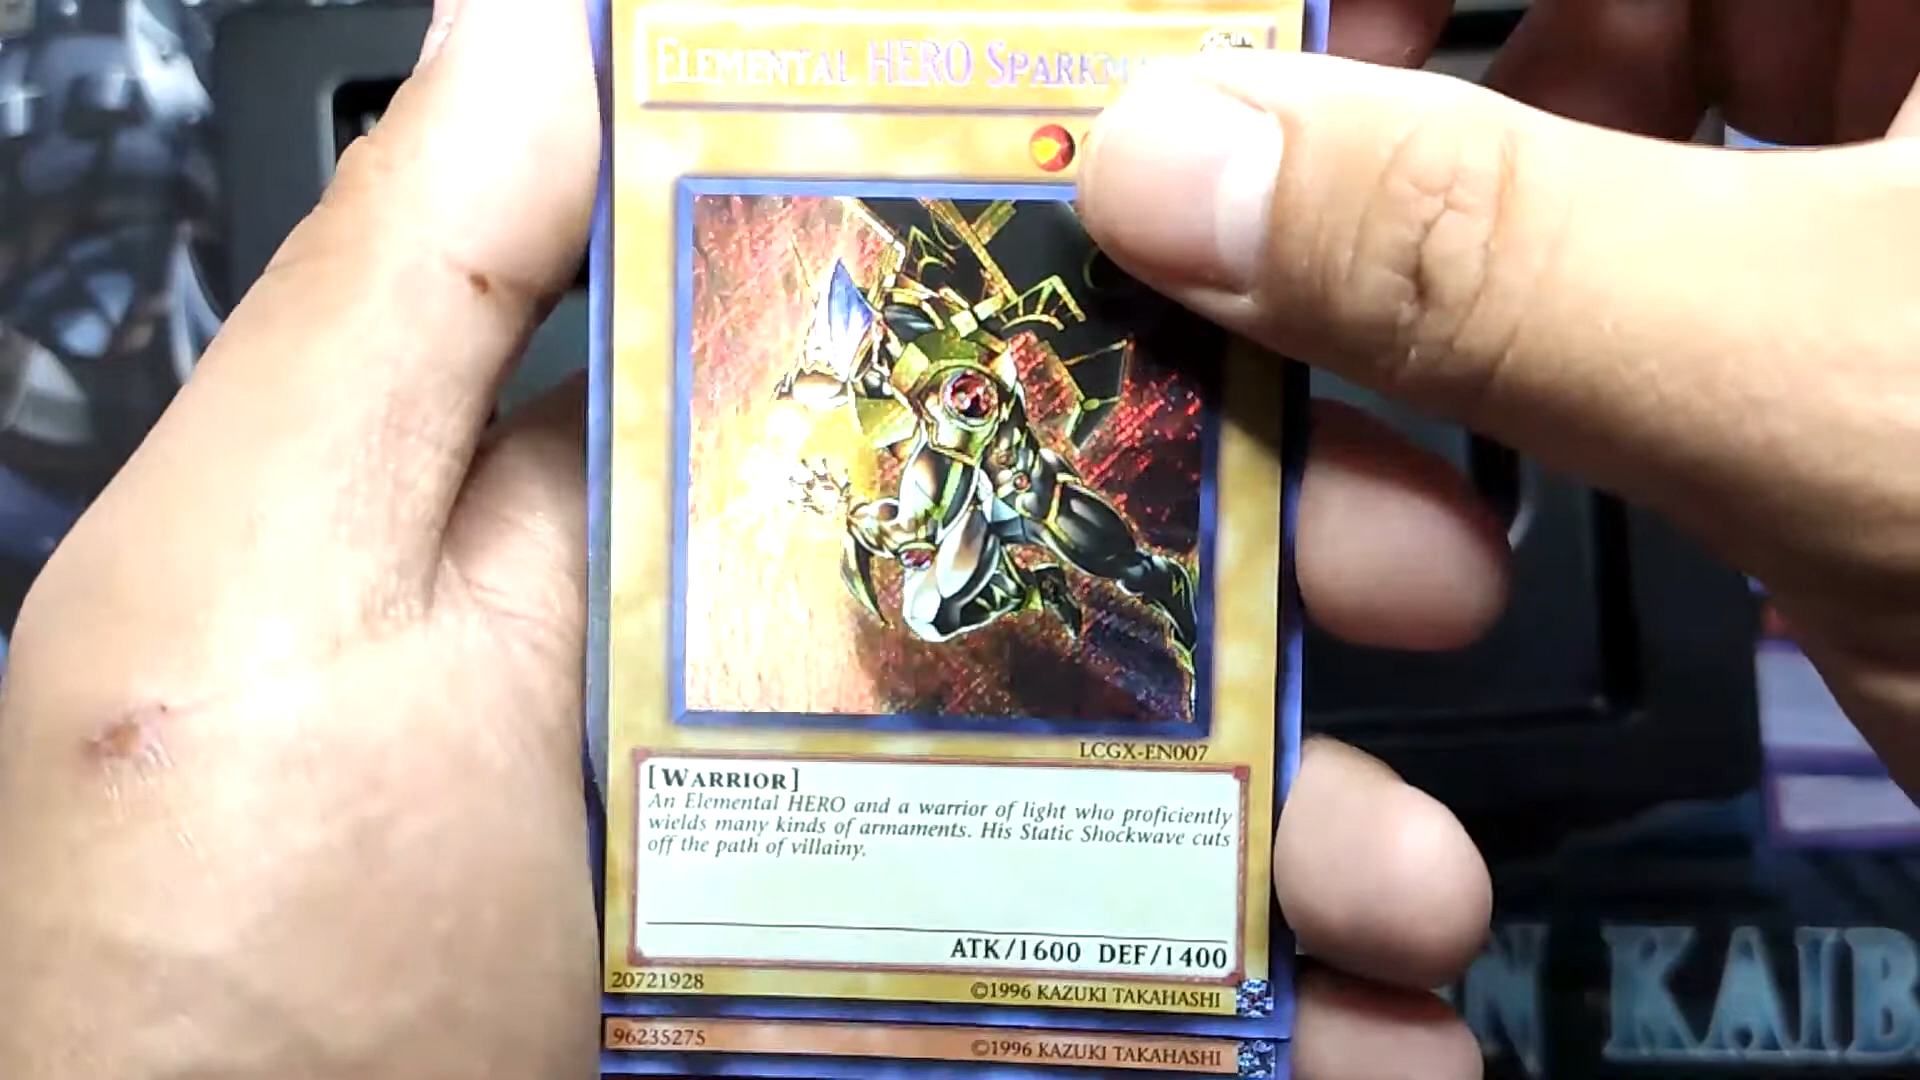 ELEMENTAL HERO SPARKM
LCGX-EN007
[WARRIOR]
An Elemental HERO and a warrior of light who proficiently
wields many kinds of armaments. His Static Shockwave cuts
off the path of villainy.
ATK/1600 DEF/1400
20721928
©1996 KAZUKI TAKAHASHI
96235275
©1996 KAZUKI TAKAHASHI
N KAIB